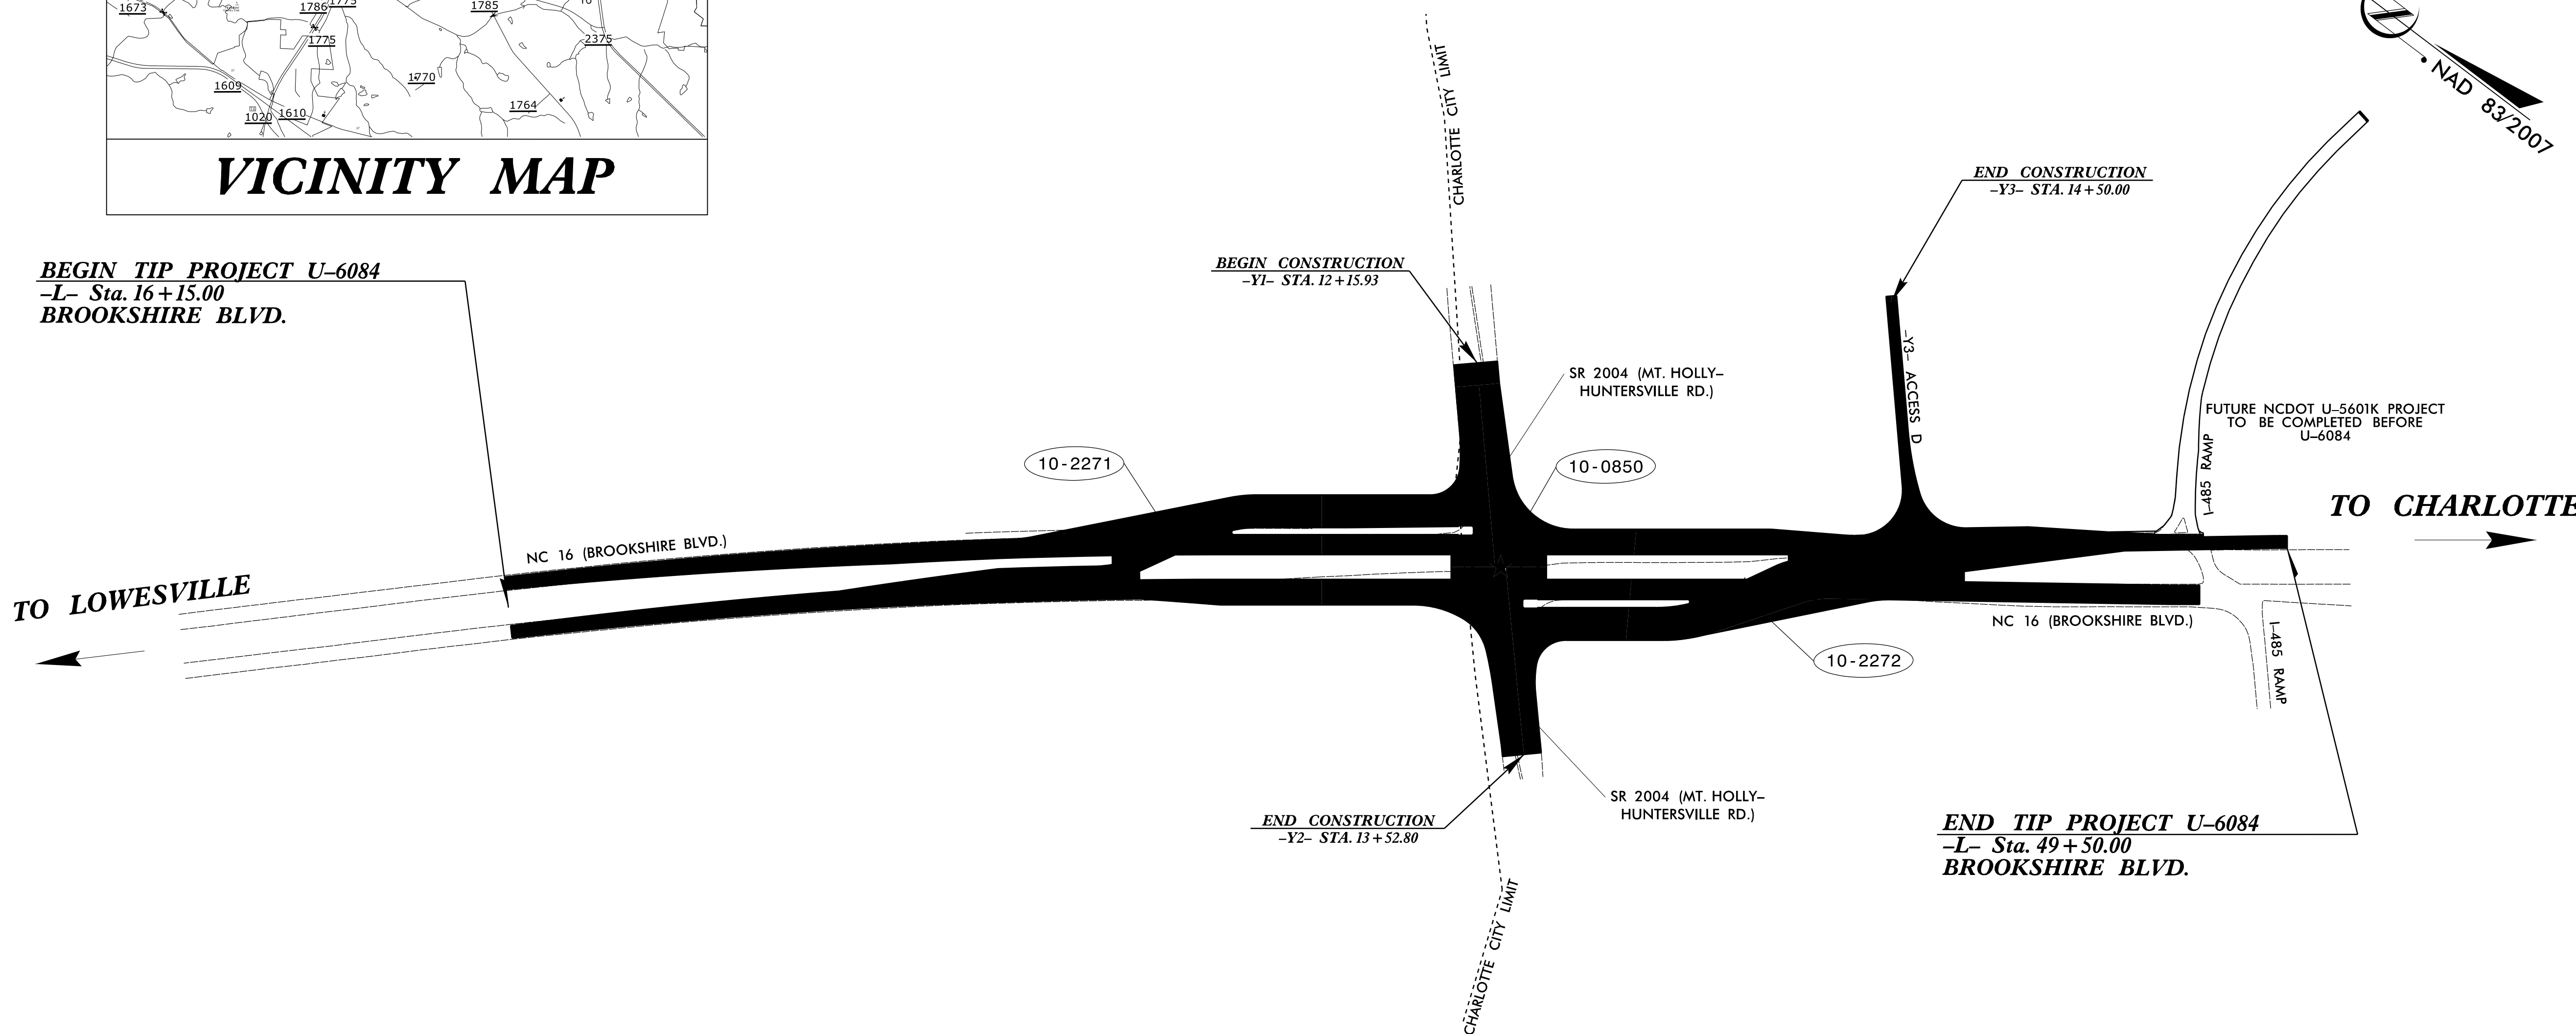 1673
1786
1775
1785
16
1775
2375
1770
1609
1764
1020
1610
VICINITY MAP
NAD 83/2007
CHARLOTTE CITY LIMIT
END CONSTRUCTION
–Y3– STA. 14+50.00
BEGIN TIP PROJECT U–6084
–L– Sta. 16+15.00
BROOKSHIRE BLVD.
BEGIN CONSTRUCTION
–Y1– STA. 12+15.93
SR 2004 (MT. HOLLY–
HUNTERSVILLE RD.)
–Y3– ACCESS D
FUTURE NCDOT U–5601K PROJECT
TO BE COMPLETED BEFORE
U–6084
I–485 RAMP
10-2271
10-0850
TO CHARLOTTE
NC 16 (BROOKSHIRE BLVD.)
TO LOWESVILLE
NC 16 (BROOKSHIRE BLVD.)
10-2272
I–485 RAMP
SR 2004 (MT. HOLLY–
HUNTERSVILLE RD.)
END CONSTRUCTION
–Y2– STA. 13+52.80
END TIP PROJECT U–6084
–L– Sta. 49+50.00
BROOKSHIRE BLVD.
CHARLOTTE CITY LIMIT